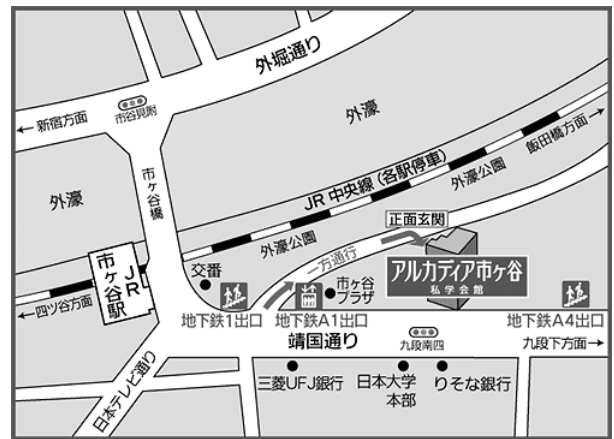 外堀通り
←新宿方面
市谷見附
外濠
飯田橋方面→
市ヶ谷橋
外濠
JR 中央線（各駅停車）
外濠公園
正面玄関
外濠公園
一方通行
JR
市ヶ谷駅
交番
市ヶ谷
プラザ
アルカディア市ヶ谷
私学会館
←四ツ谷方面
地下鉄1出口
地下鉄A1出口
地下鉄A4出口
靖国通り
九段南四
九段下方面→
日本テレビ通り
三菱UFJ銀行
日本大学
本部
りそな銀行